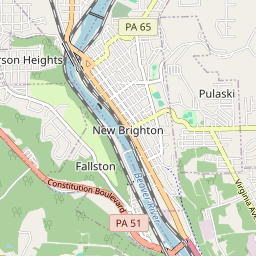 PA 65
rson Heights
Pulaski
New Brighton
Fallston
Beaver River
Constitution Boulevard
Virginia Ave
PA 51